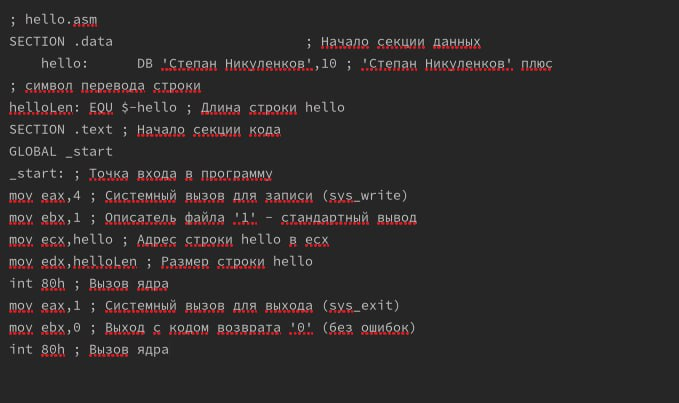 ; hello.asm
SECTION .data ; Начало секции данных
hello: DB 'Степан Никуленков',10 ; 'Степан Никуленков' плюс
; символ перевода строки
helloLen: EQU $-hello ; Длина строки hello
SECTION .text ; Начало секции кода
GLOBAL _start
_start: ; Точка входа в программу
mov eax,4 ; Системный вызов для записи (sys_write)
mov ebx,1 ; Описатель файла '1' - стандартный вывод
mov ecx,hello ; Адрес строки hello в ecx
mov edx,helloLen ; Размер строки hello
int 80h ; Вызов ядра
mov eax,1 ; Системный вызов для выхода (sys_exit)
mov ebx,0 ; Выход с кодом возврата '0' (без ошибок)
int 80h ; Вызов ядра